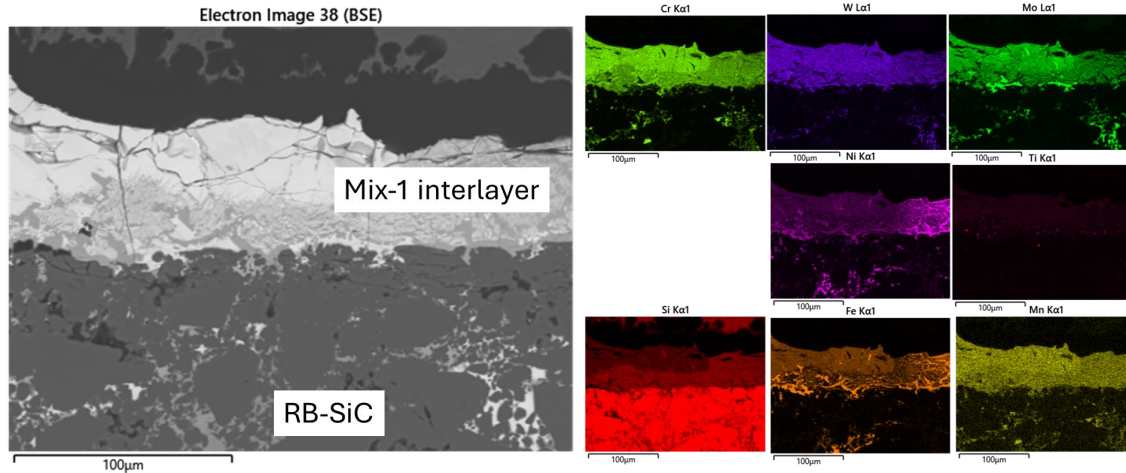 Electron Image 38 (BSE)
Mix-1 interlayer
RB-SiC
100µm
Cr Kα1
W Lα1
Mo Lα1
100µm
100µm
100µm
Ni Kα1
Ti Kα1
100µm
100µm
Si Kα1
Fe Kα1
Mn Kα1
100µm
100µm
100µm